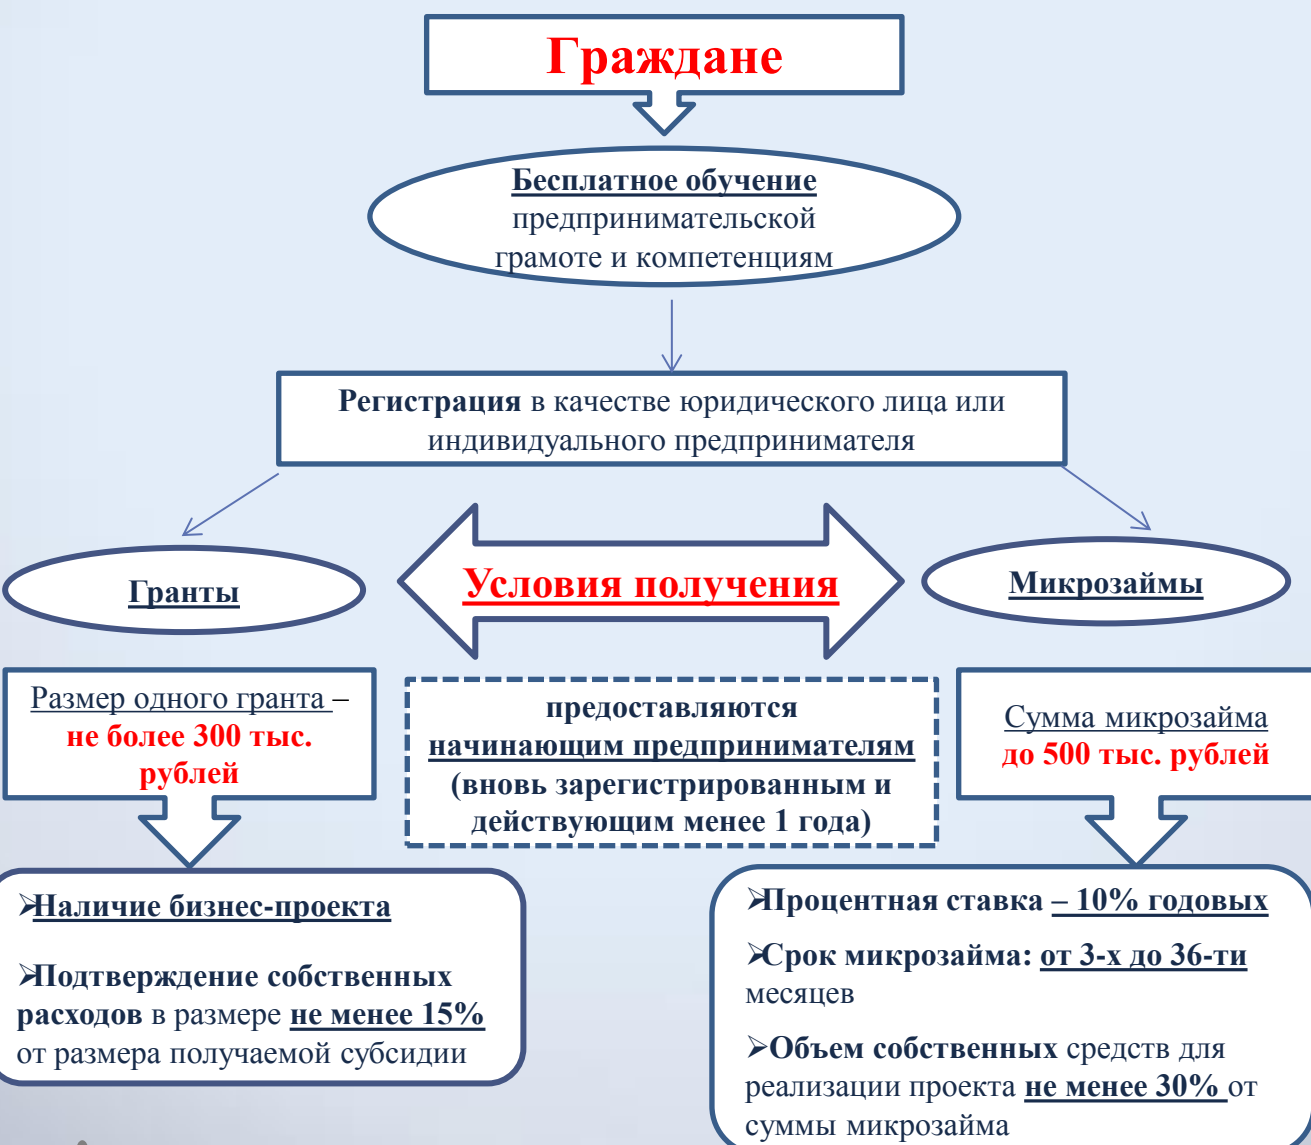 Граждане
Бесплатное обучение
предпринимательской
грамоте и компетенциям
Регистрация в качестве юридического лица или
индивидуального предпринимателя
Гранты
Условия получения
Микрозаймы
Размер одного гранта –
не более 300 тыс.
рублей
предоставляются
начинающим предпринимателям
(вновь зарегистрированным и
действующим менее 1 года)
Сумма микрозайма
до 500 тыс. рублей
➢Наличие бизнес-проекта
➢Подтверждение собственных
расходов в размере не менее 15%
от размера получаемой субсидии
➢Процентная ставка – 10% годовых
➢Срок микрозайма: от 3-х до 36-ти
месяцев
➢Объем собственных средств для
реализации проекта не менее 30% от
суммы микрозайма